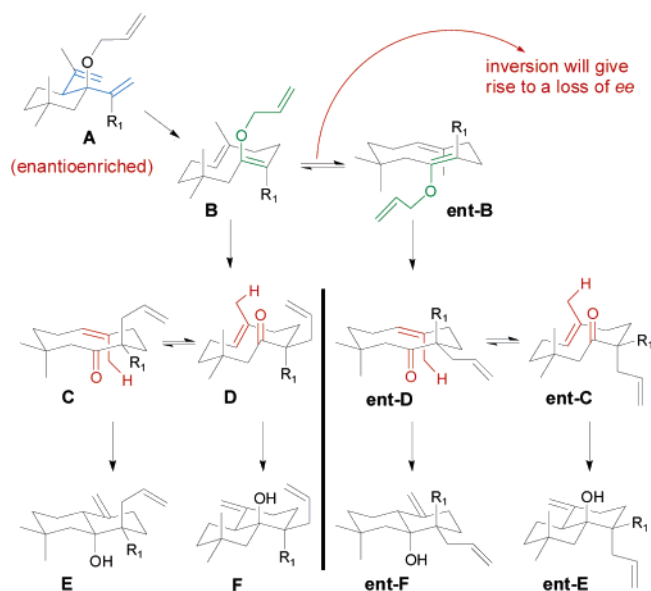 O
R₁
A
(enantioenriched)
O
R₁
B
inversion will give
rise to a loss of ee
R₁
O
ent-B
R₁
O
H
C
H
O
R₁
D
R₁
O
H
ent-D
H
O
R₁
ent-C
OH
R₁
E
OH
R₁
F
R₁
OH
ent-F
OH
R₁
ent-E